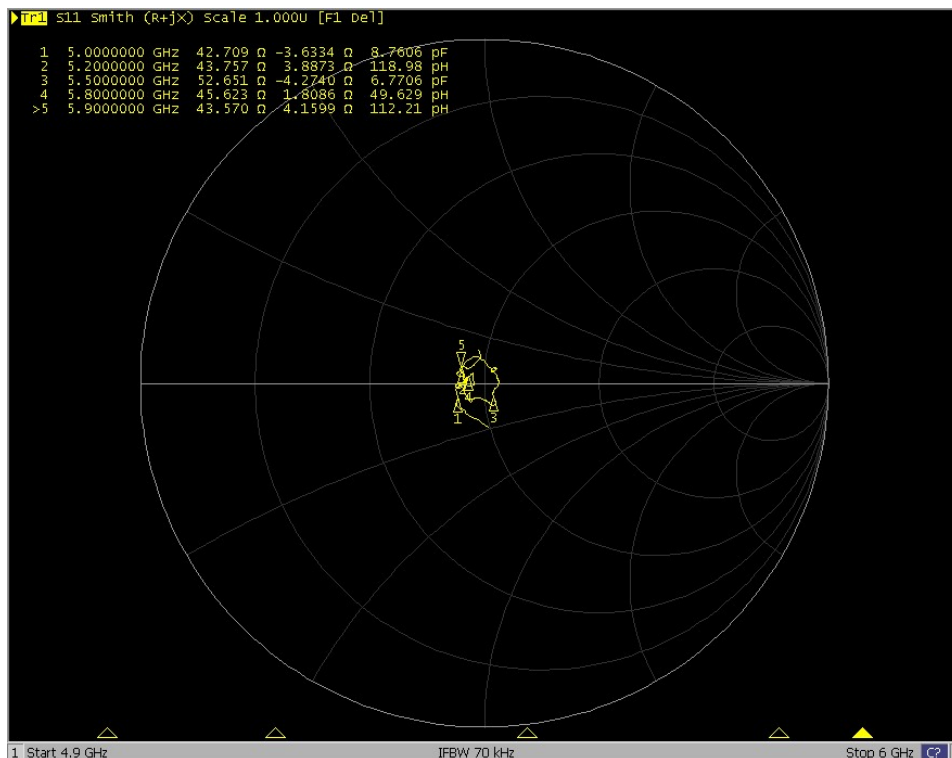 Tr1 S11 Smith (R+jX) Scale 1.000U [F1 Del]
1 5.0000000 GHz 42.709 Ω -3.6334 Ω 8.7606 pF
2 5.2000000 GHz 43.757 Ω 3.8873 Ω 118.98 pH
3 5.5000000 GHz 52.651 Ω -4.2740 Ω 6.7706 pF
4 5.8000000 GHz 45.623 Ω 1.8086 Ω 49.629 pH
>5 5.9000000 GHz 43.570 Ω 4.1599 Ω 112.21 pH
5
4
1
3
1 Start 4.9 GHz IFBW 70 kHz Stop 6 GHz C?